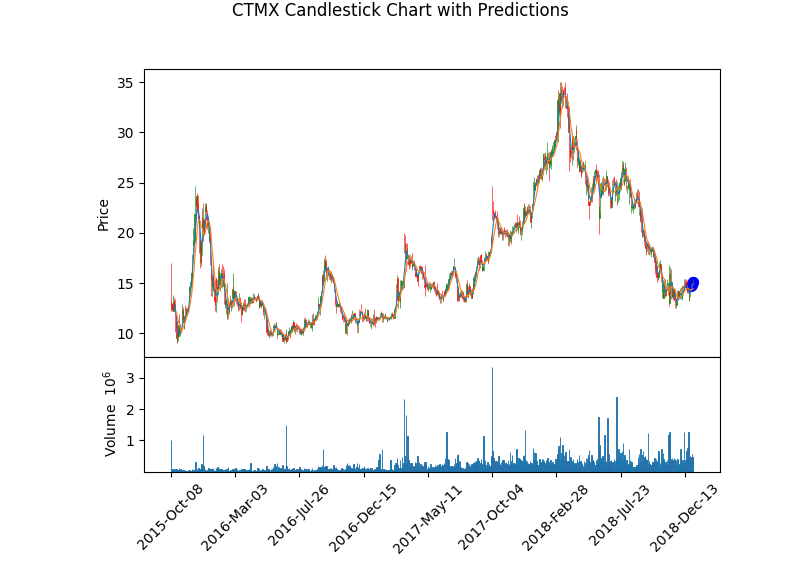 CTMX Candlestick Chart with Predictions
35
30
25
20
15
10
Price
3
2
1
Volume 10^6
2015-Oct-08
2016-Mar-03
2016-Jul-26
2016-Dec-15
2017-May-11
2017-Oct-04
2018-Feb-28
2018-Jul-23
2018-Dec-13